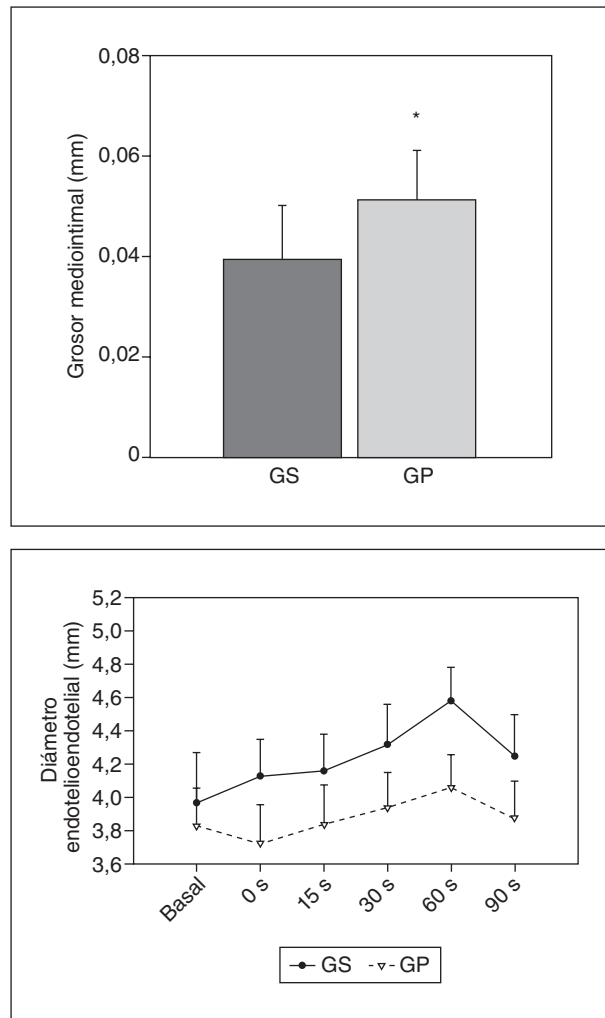 0,08
0,06
0,04
0,02
0
Grosor mediointimal (mm)
*
GS GP
5,2
5,0
4,8
4,6
4,4
4,2
4,0
3,8
3,6
Diámetro
endotelioendotelial (mm)
Basal 0 s 15 s 30 s 60 s 90 s
GS GP